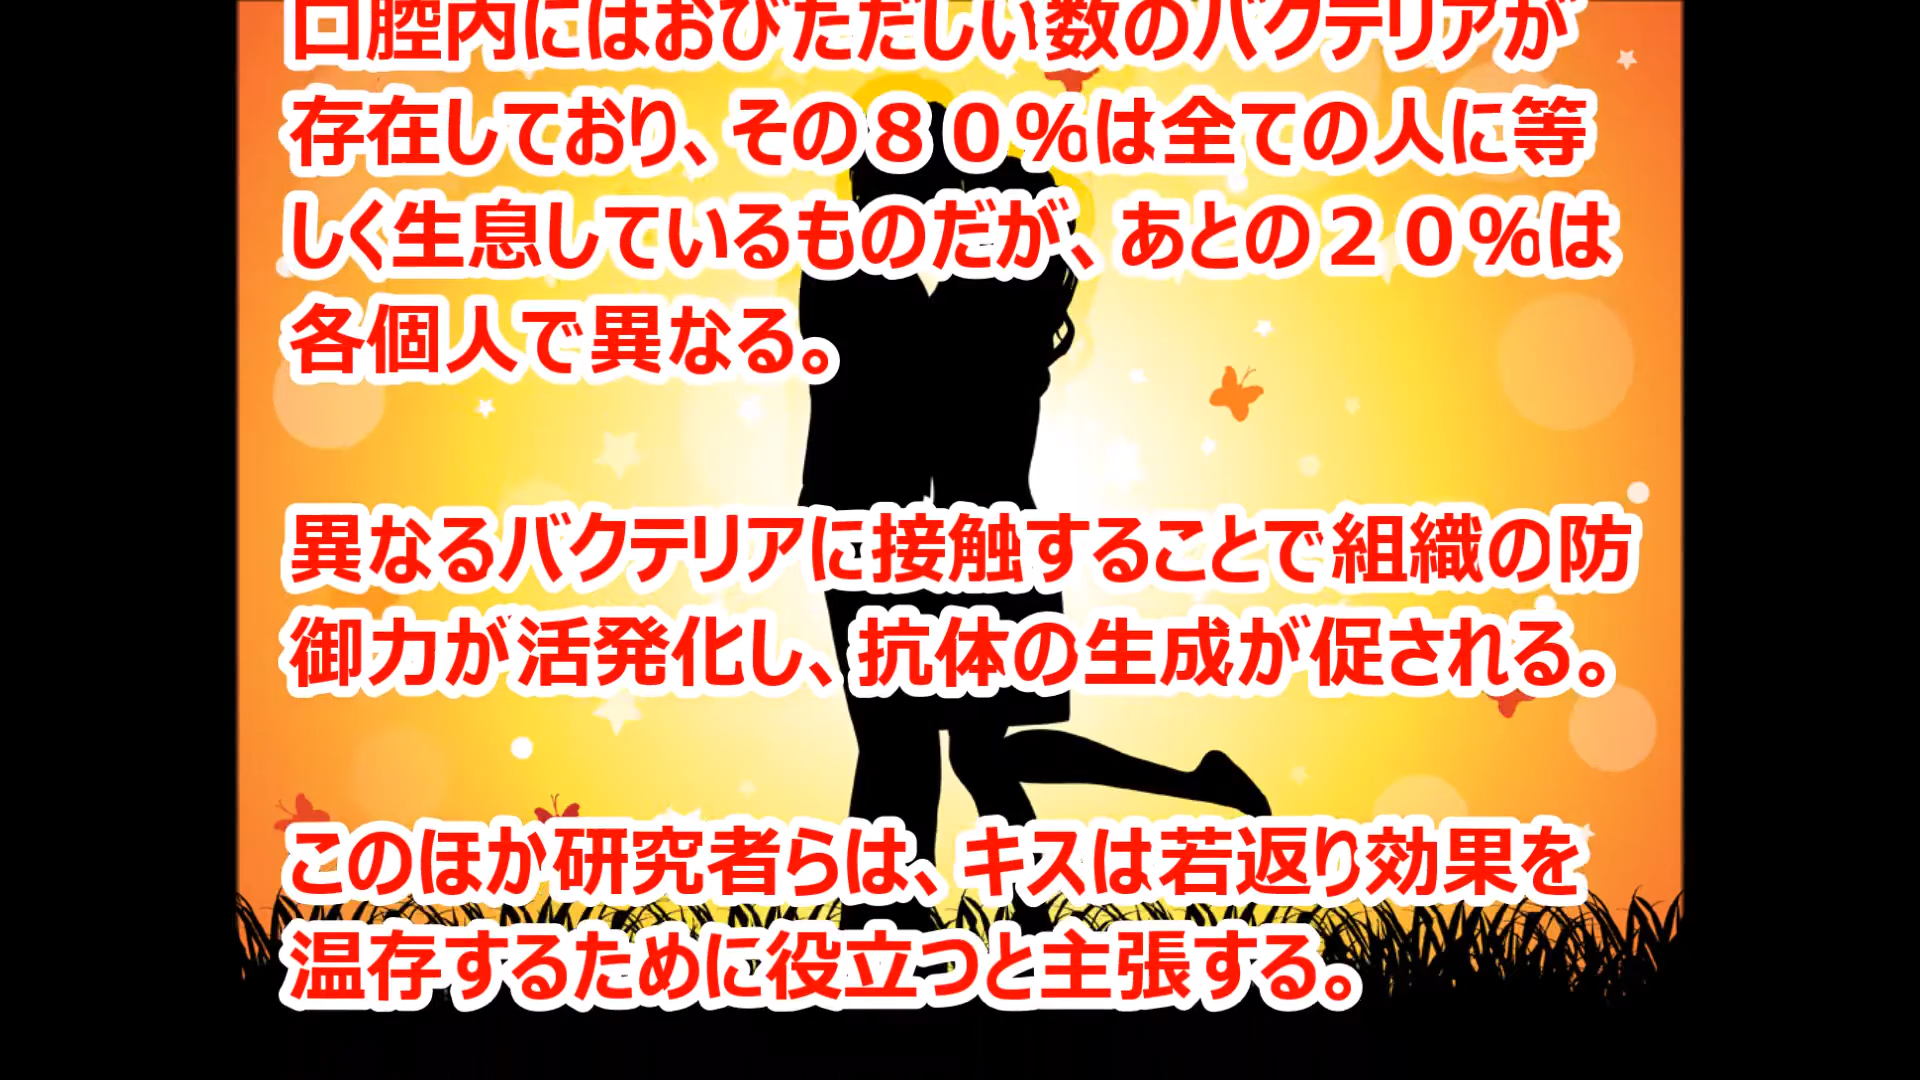 口腔内にはおびただしい数のバクテリアが
存在しており、その８０％は全ての人に等
しく生息しているものだが、あとの２０％は
各個人で異なる。
異なるバクテリアに接触することで組織の防
御力が活発化し、抗体の生成が促される。
このほか研究者らは、キスは若返り効果を
温存するために役立つと主張する。